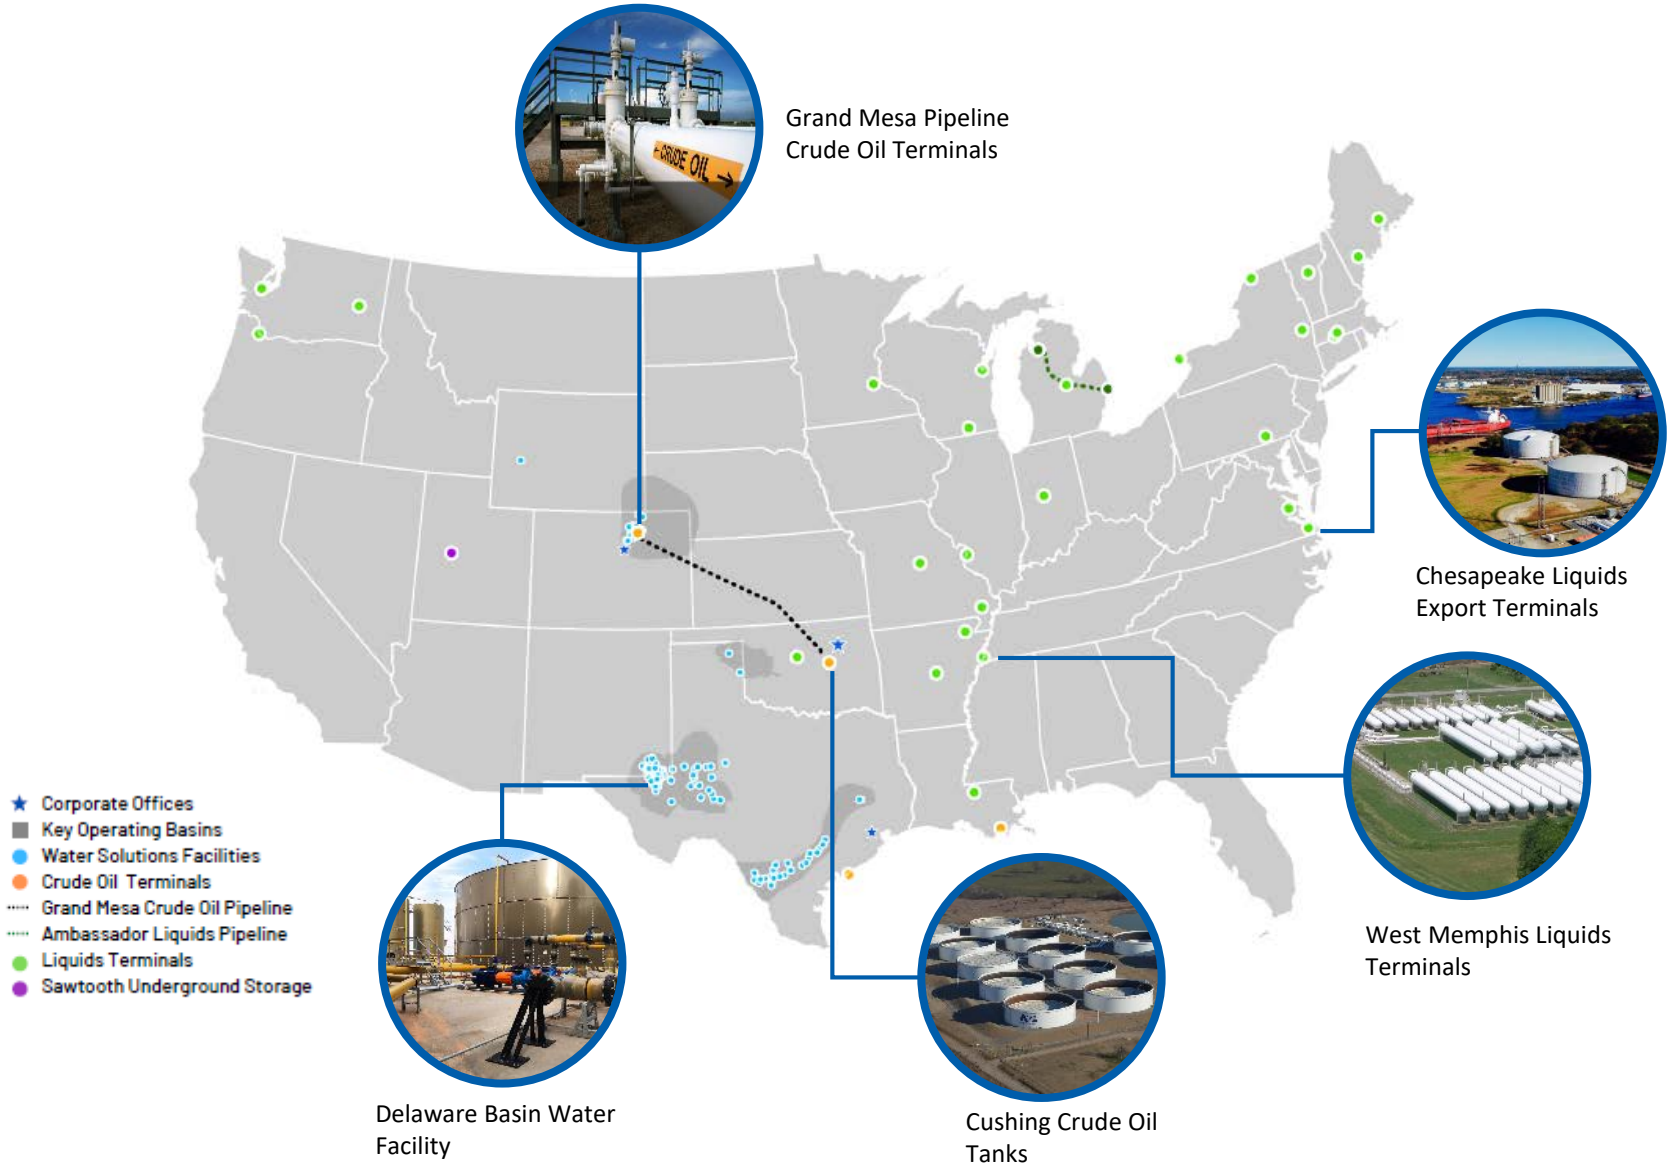 Grand Mesa Pipeline
Crude Oil Terminals
←CRUDE OIL→
Chesapeake Liquids
Export Terminals
★ Corporate Offices
Key Operating Basins
Water Solutions Facilities
Crude Oil Terminals
Grand Mesa Crude Oil Pipeline
Ambassador Liquids Pipeline
Liquids Terminals
Sawtooth Underground Storage
West Memphis Liquids
Terminals
Delaware Basin Water
Facility
Cushing Crude Oil
Tanks